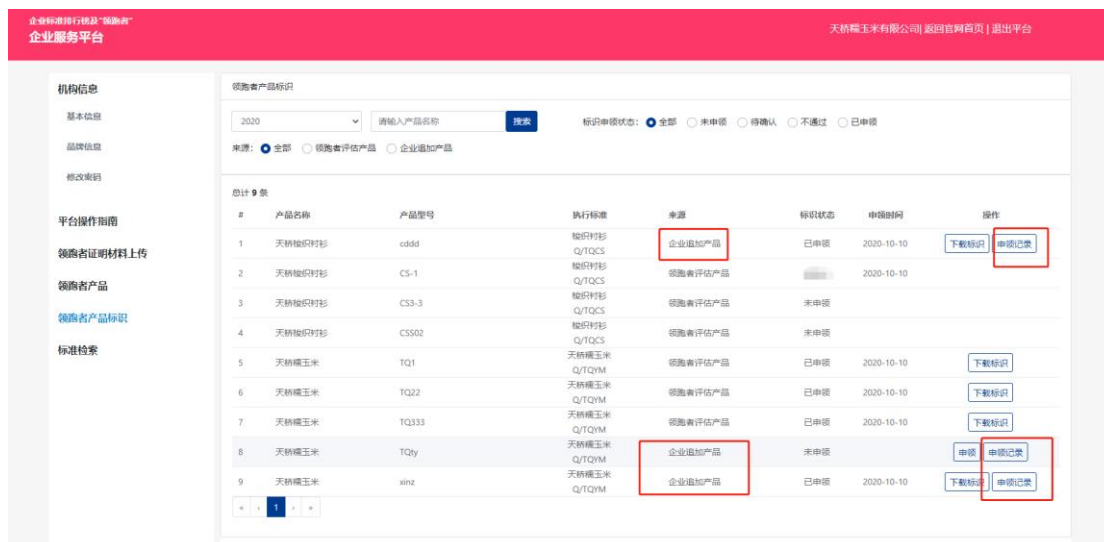 企业标准排行榜及“领跑者”
企业服务平台
天桥糯玉米有限公司| 返回官网首页 | 退出平台
机构信息
基本信息
品牌信息
修改密码
平台操作指南
领跑者证明材料上传
领跑者产品
领跑者产品标识
标准检索
领跑者产品标识
2020 请输入产品名称 搜索 标识申领状态: 全部 未申领 待确认 不通过 已申领
来源: 全部 领跑者评估产品 企业追加产品
总计 9 条
# 产品名称 产品型号 执行标准 来源 标识状态 申领时间 操作
1 天桥梭织衬衫 cddd 梭织衬衫 Q/TQCS 企业追加产品 已申领 2020-10-10 下载标识 申领记录
2 天桥梭织衬衫 CS-1 梭织衬衫 Q/TQCS 领跑者评估产品 2020-10-10
3 天桥梭织衬衫 CS3-3 梭织衬衫 Q/TQCS 领跑者评估产品 未申领
4 天桥梭织衬衫 CSS02 梭织衬衫 Q/TQCS 领跑者评估产品 未申领
5 天桥糯玉米 TQ1 天桥糯玉米 Q/TQYM 领跑者评估产品 已申领 2020-10-10 下载标识
6 天桥糯玉米 TQ22 天桥糯玉米 Q/TQYM 领跑者评估产品 已申领 2020-10-10 下载标识
7 天桥糯玉米 TQ333 天桥糯玉米 Q/TQYM 领跑者评估产品 已申领 2020-10-10 下载标识
8 天桥糯玉米 TQty 天桥糯玉米 Q/TQYM 企业追加产品 未申领 申领 申领记录
9 天桥糯玉米 xinz 天桥糯玉米 Q/TQYM 企业追加产品 已申领 2020-10-10 下载标识 申领记录
« ‹ 1 › »